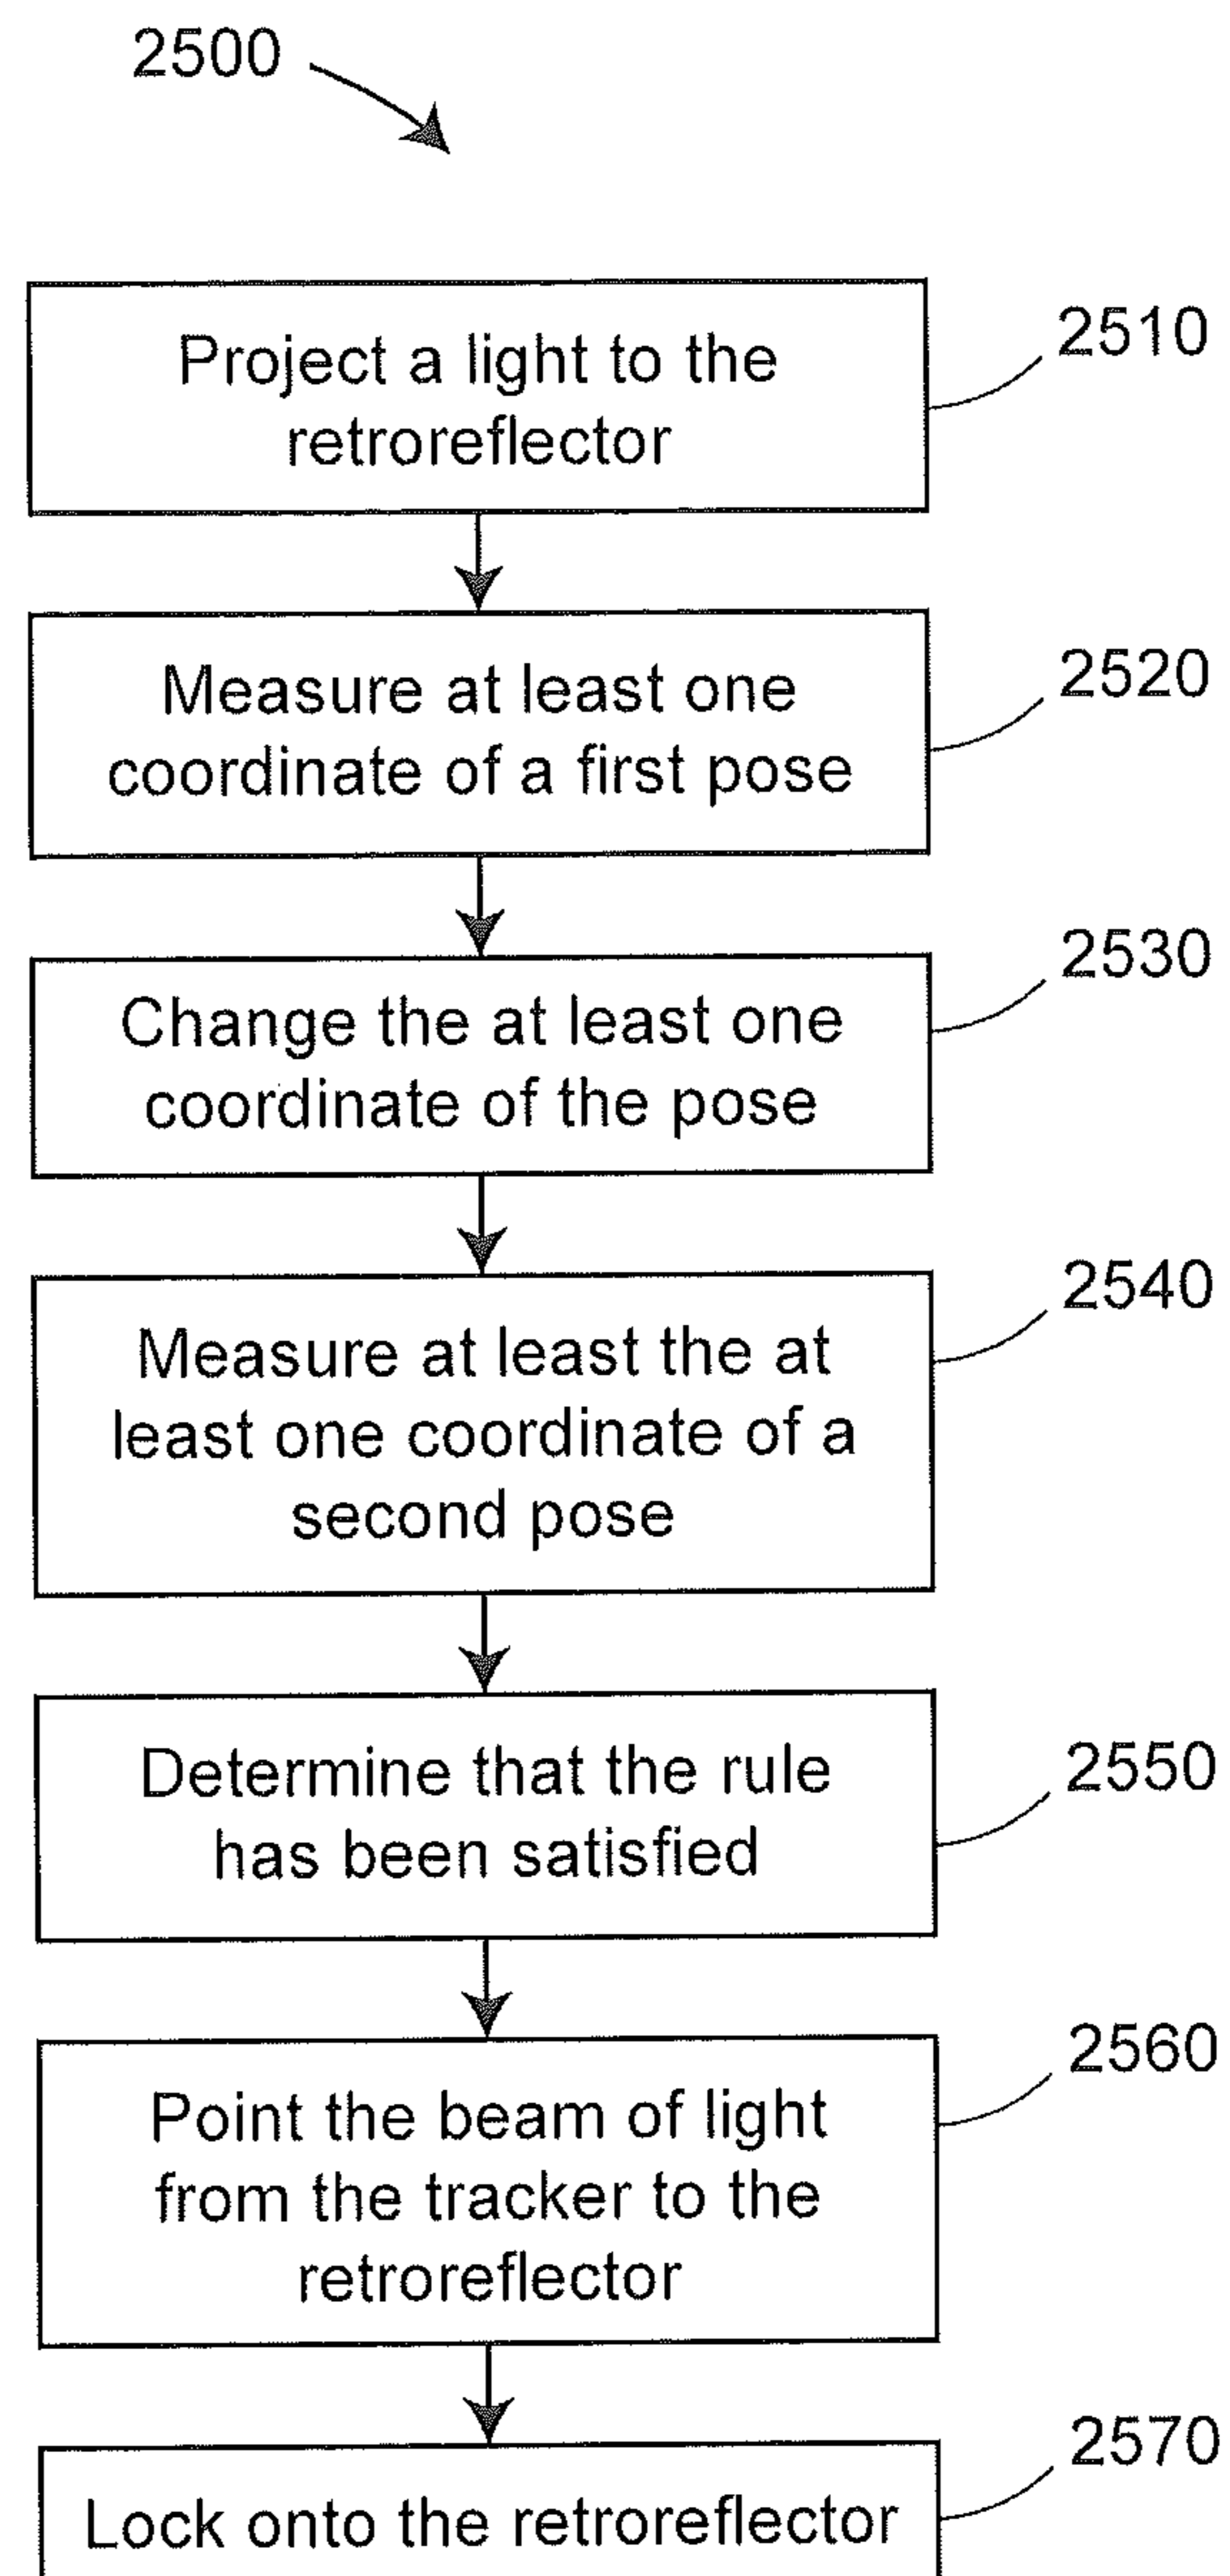 2500
Project a light to the
retroreflector
2510
Measure at least one
coordinate of a first pose
2520
Change the at least one
coordinate of the pose
2530
Measure at least the at
least one coordinate of a
second pose
2540
Determine that the rule
has been satisfied
2550
Point the beam of light
from the tracker to the
retroreflector
2560
Lock onto the retroreflector
2570